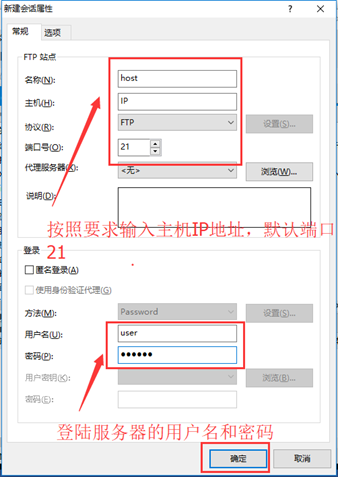 新建会话属性
常规 选项
FTP 站点
名称(N): host
主机(H): IP
协议(R): FTP 设置(S)...
端口号(O): 21
代理服务器(X): <无> 浏览(W)...
说明(D):
按照要求输入主机IP地址，默认端口
21
登录
匿名登录(A)
使用身份验证代理(G)
方法(M): Password 设置(S)...
用户名(U): user
密码(P): ●●●●●●
用户密钥(K): 浏览(B)...
密码(E):
登陆服务器的用户名和密码
确定 取消